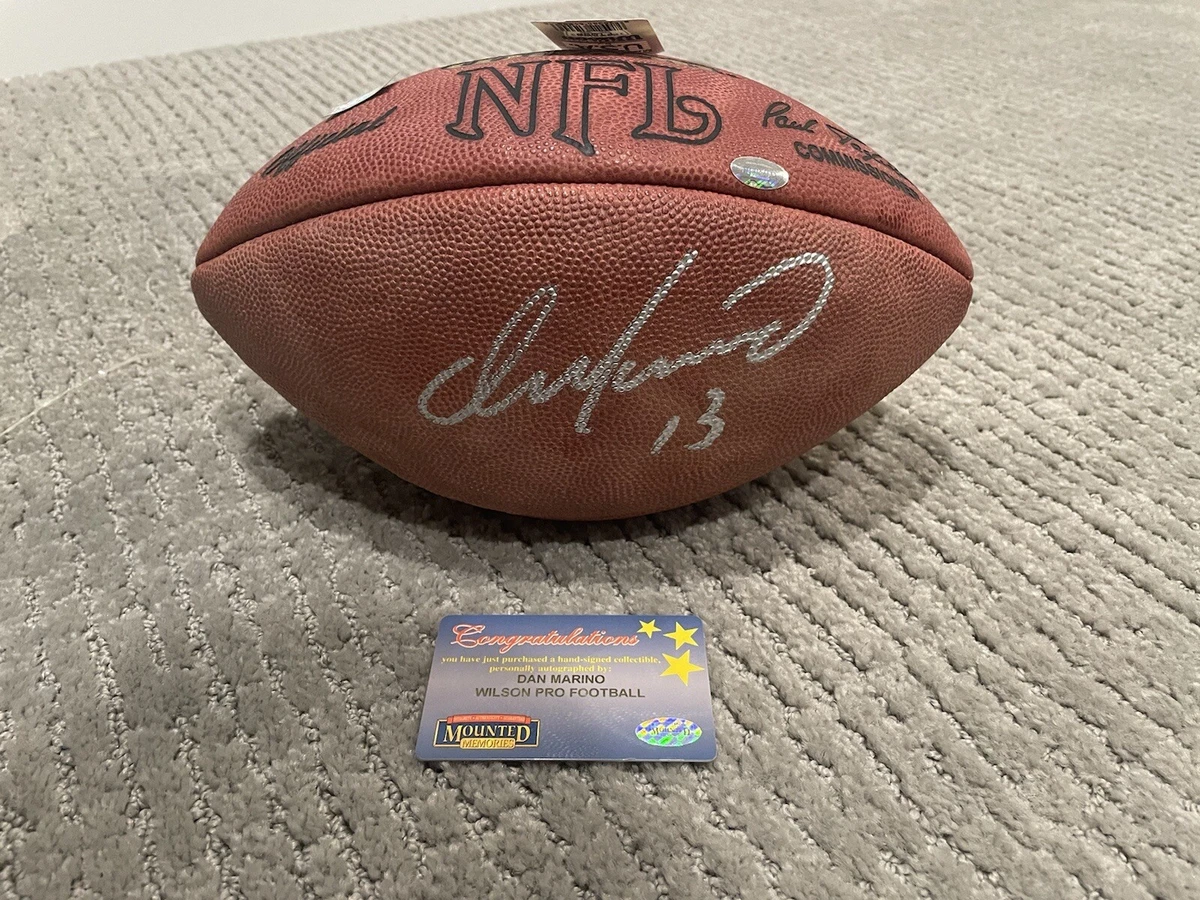 NFL
Paul
COMMISSIONER
13
Congratulations
you have just purchased a hand-signed collectible,
personally autographed by:
DAN MARINO
WILSON PRO FOOTBALL
MOUNTED
MEMORIES